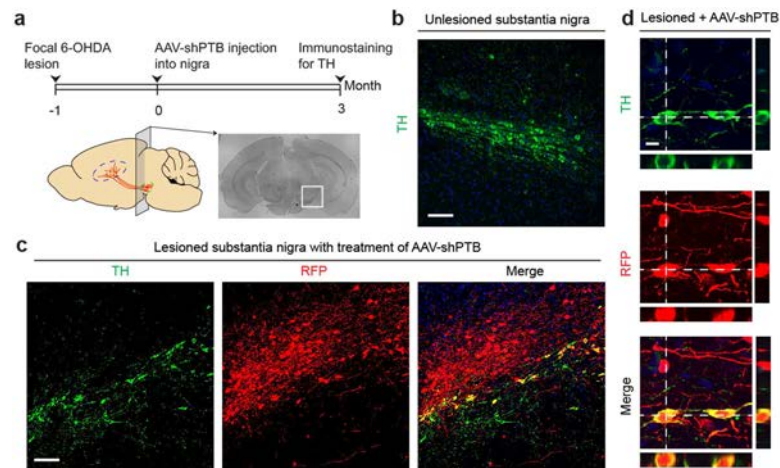 a
Focal 6-OHDA
lesion
AAV-shPTB injection
into nigra
Immunostaining
for TH
Month
-1
0
3
b
Unlesioned substantia nigra
TH
c
Lesioned substantia nigra with treatment of AAV-shPTB
TH
RFP
Merge
d
Lesioned + AAV-shPTB
TH
RFP
Merge